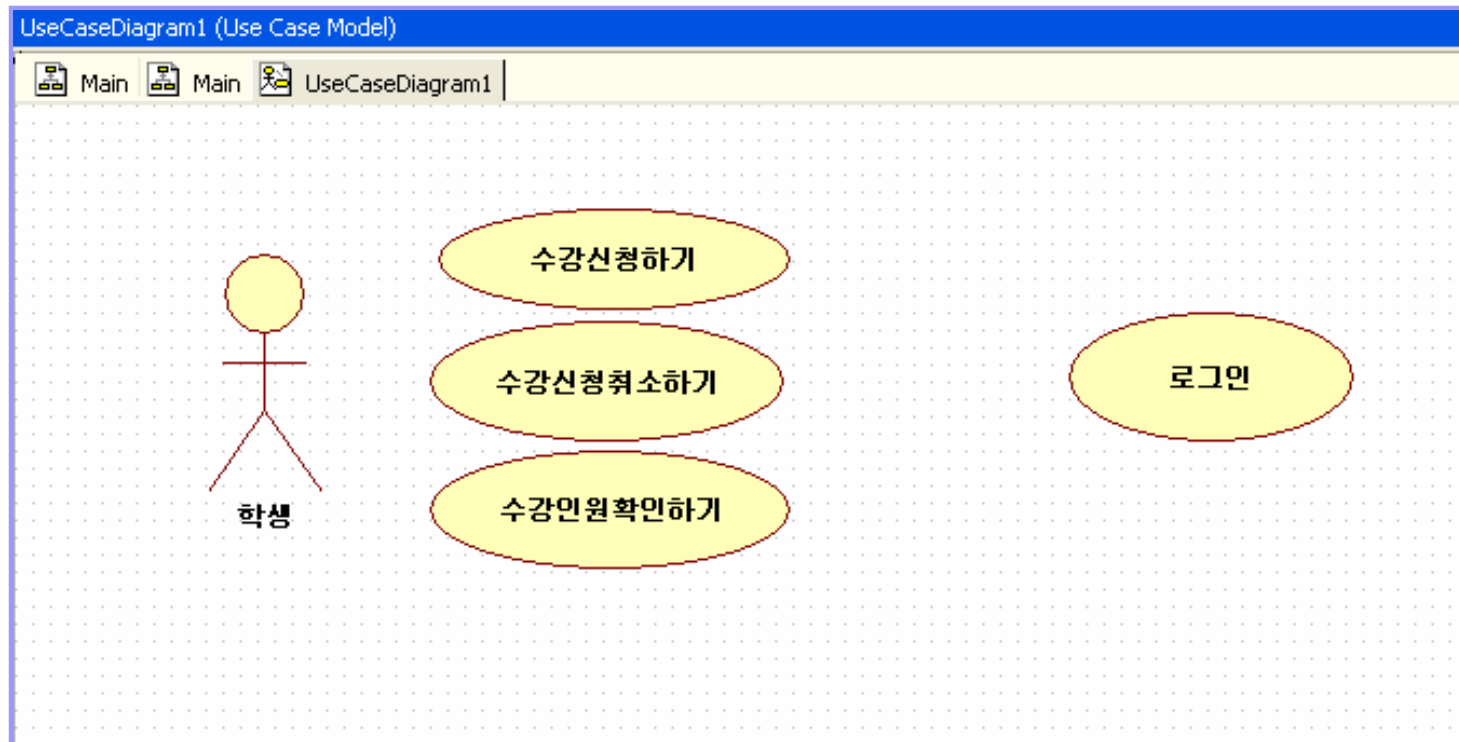 UseCaseDiagram1 (Use Case Model)
Main Main UseCaseDiagram1
수강신청하기
수강신청취소하기
로그인
수강인원확인하기
학생